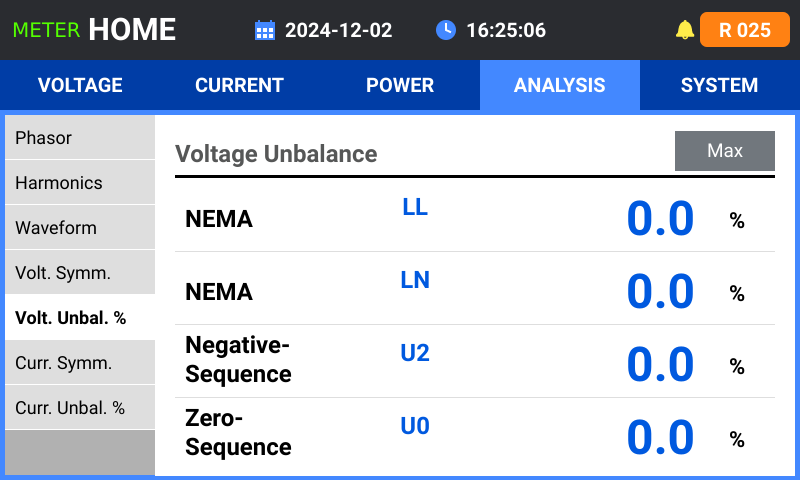 METER HOME 2024-12-02 16:25:06 R 025
VOLTAGE CURRENT POWER ANALYSIS SYSTEM
Phasor
Harmonics
Waveform
Volt. Symm.
Volt. Unbal. %
Curr. Symm.
Curr. Unbal. %
Voltage Unbalance Max
NEMA LL 0.0 %
NEMA LN 0.0 %
Negative-
Sequence U2 0.0 %
Zero-
Sequence U0 0.0 %